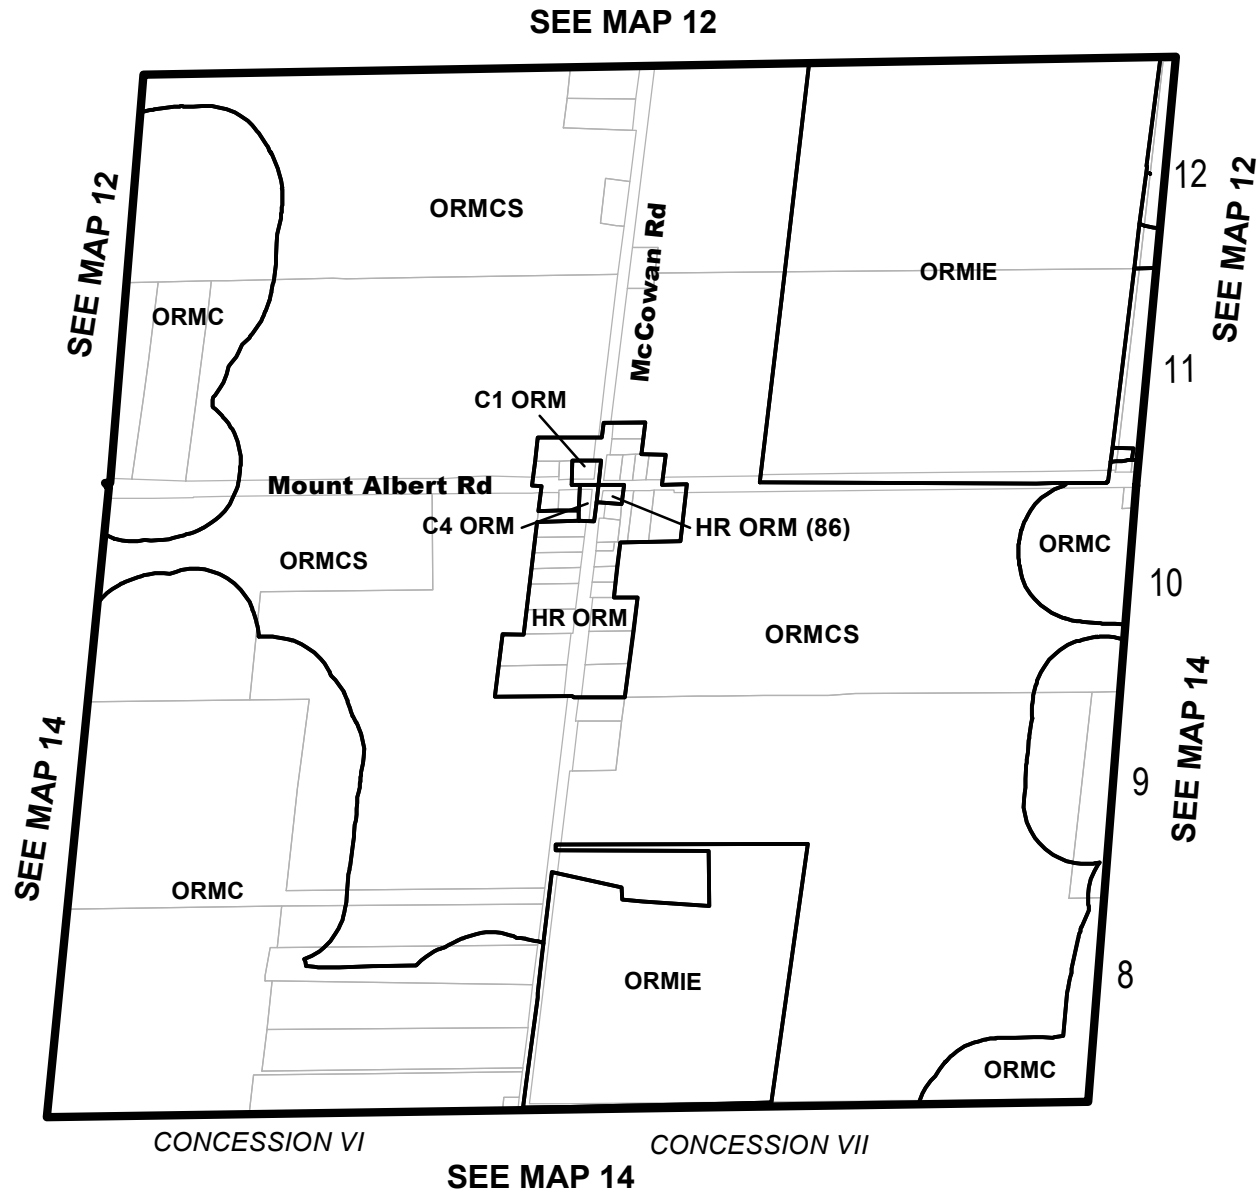 SEE MAP 12
12
SEE MAP 12
SEE MAP 12
ORMCS
McCowan Rd
ORMIE
ORMC
11
C1 ORM
Mount Albert Rd
C4 ORM
HR ORM (86)
ORMC
ORMCS
10
HR ORM
ORMCS
SEE MAP 14
SEE MAP 14
9
ORMC
8
ORMIE
ORMC
CONCESSION VI
CONCESSION VII
SEE MAP 14